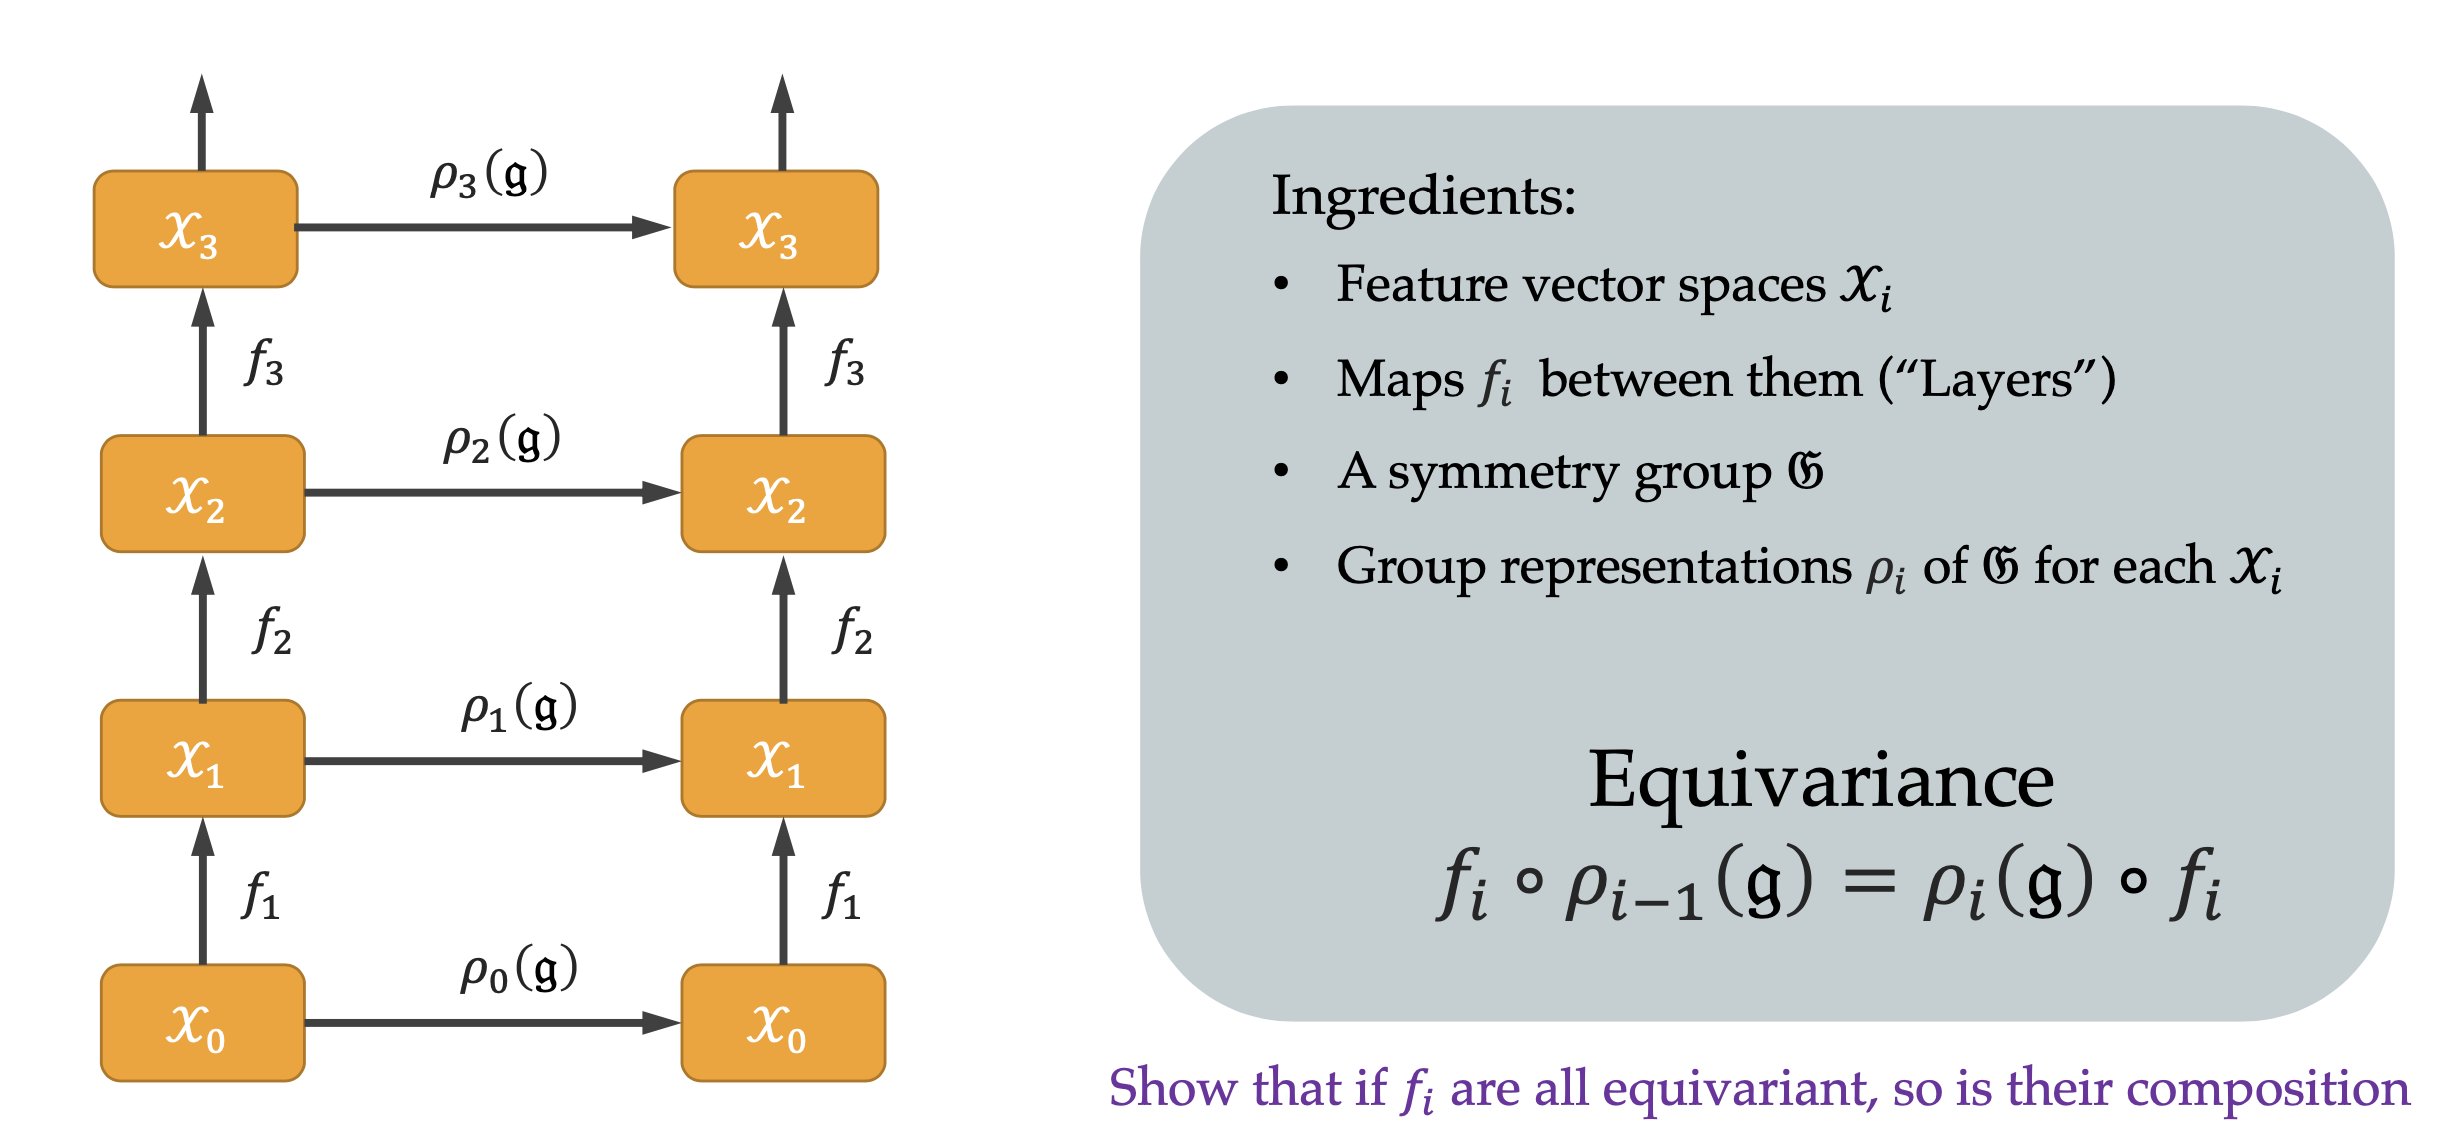 ρ₃(𝔤)
𝒳₃ 𝒳₃
f₃ f₃
ρ₂(𝔤)
𝒳₂ 𝒳₂
f₂ f₂
ρ₁(𝔤)
𝒳₁ 𝒳₁
f₁ f₁
ρ₀(𝔤)
𝒳₀ 𝒳₀
Ingredients:
• Feature vector spaces 𝒳ᵢ
• Maps fᵢ between them (“Layers”)
• A symmetry group 𝔊
• Group representations ρᵢ of 𝔊 for each 𝒳ᵢ
Equivariance
fᵢ ∘ ρᵢ₋₁(𝔤) = ρᵢ(𝔤) ∘ fᵢ
Show that if fᵢ are all equivariant, so is their composition